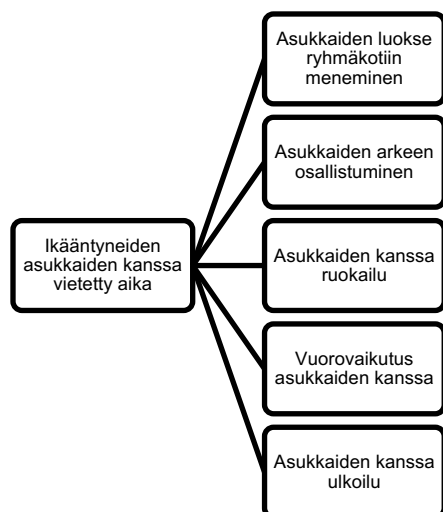 Asukkaiden luokse
ryhmäkotiin
meneminen
Asukkaiden arkeen
osallistuminen
Ikääntyneiden
asukkaiden kanssa
vietetty aika
Asukkaiden kanssa
ruokailu
Vuorovaikutus
asukkaiden kanssa
Asukkaiden kanssa
ulkoilu